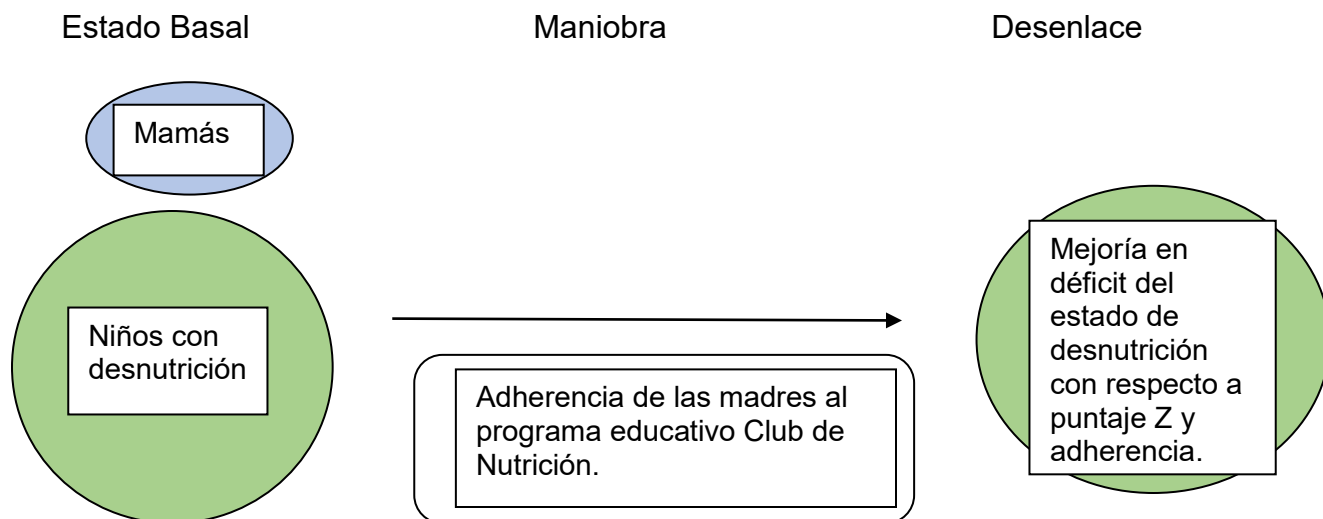 Estado Basal
Maniobra
Desenlace
Mamás
Niños con
desnutrición
Adherencia de las madres al
programa educativo Club de
Nutrición.
Mejoría en
déficit del
estado de
desnutrición
con respecto a
puntaje Z y
adherencia.